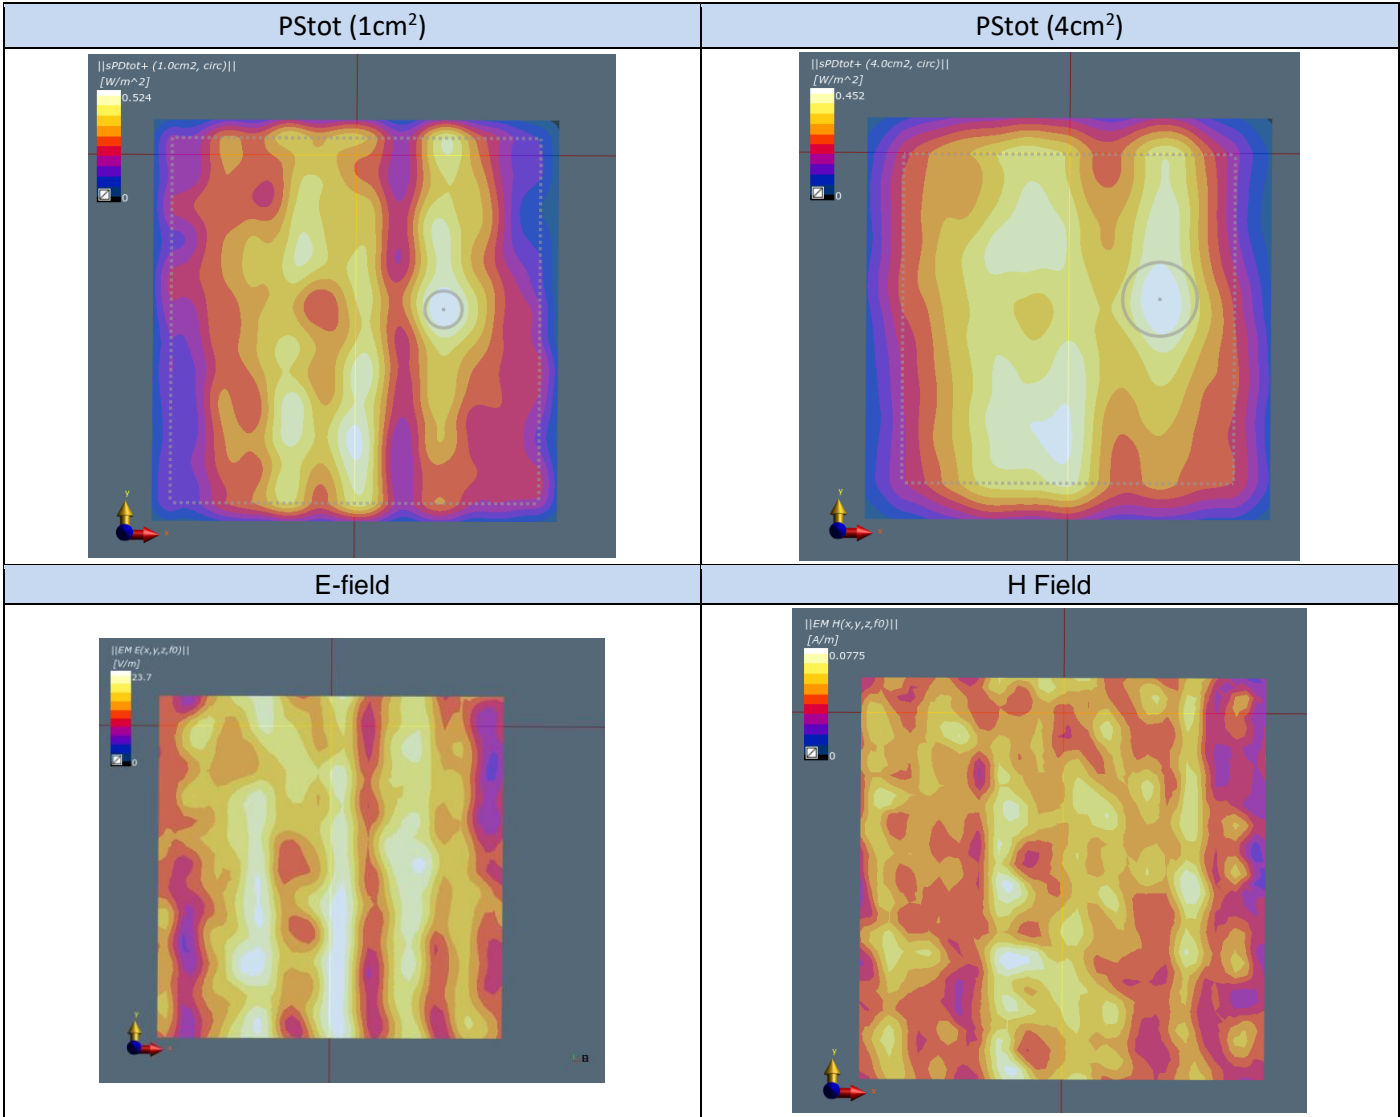 PStot (1cm²)
PStot (4cm²)
||sPDtot+ (1.0cm2, circ)||
[W/m^2]
0.524
0
y
x
||sPDtot+ (4.0cm2, circ)||
[W/m^2]
0.452
0
y
x
E-field
H Field
||EM E(x,y,z,f0)||
[V/m]
23.7
0
y
x
||EM H(x,y,z,f0)||
[A/m]
0.0775
0
y
x